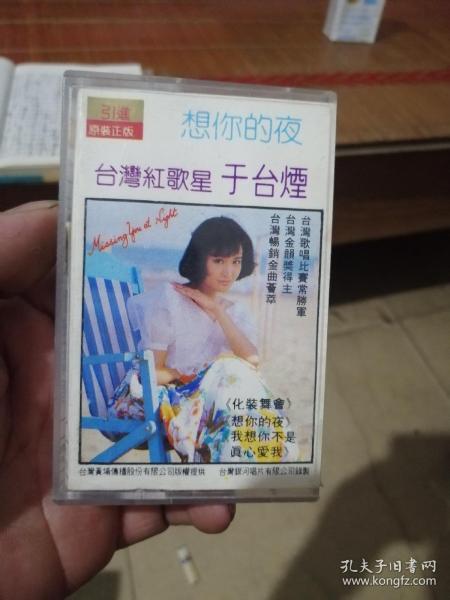 引進
原裝正版
想你的夜
台灣紅歌星 于台煙
Missing You at Night
台灣歌唱比賽常勝軍
台灣金韻獎得主
台灣暢銷金曲薈萃
《化裝舞會》
《想你的夜》
《我想你不是
真心愛我》
台灣廣場傳播股份有限公司版權提供
台灣銀河唱片有限公司錄製
孔夫子旧书网
www.kongfz.com